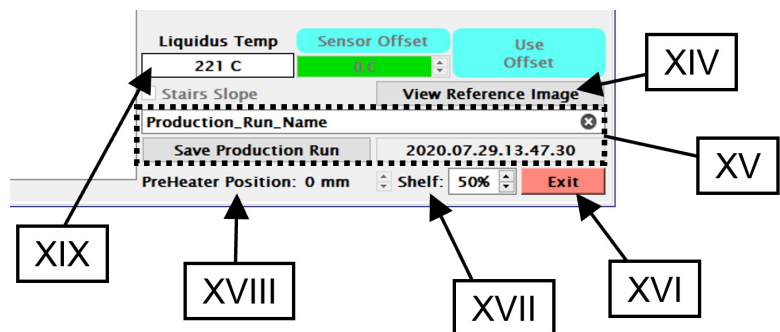 Liquidus Temp Sensor Offset Use Offset
221 C 0 C
Stairs Slope View Reference Image
Production_Run_Name
Save Production Run 2020.07.29.13.47.30
PreHeater Position: 0 mm Shelf: 50% Exit
XIV
XV
XVI
XVII
XVIII
XIX